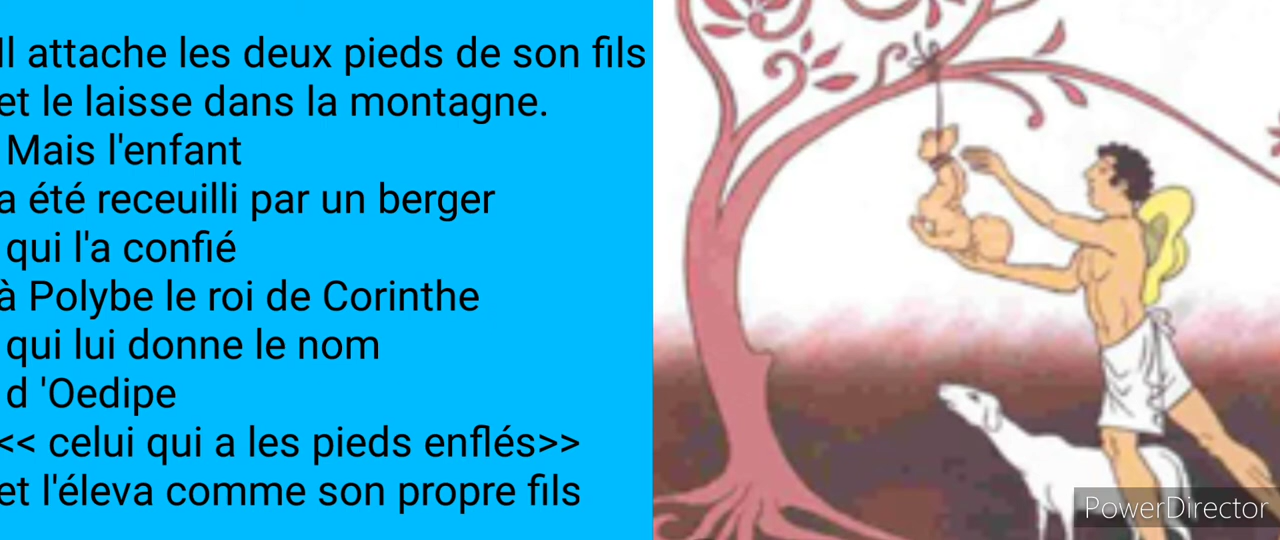 Il attache les deux pieds de son fils
et le laisse dans la montagne.
Mais l'enfant
a été receuilli par un berger
qui l'a confié
à Polybe le roi de Corinthe
qui lui donne le nom
d 'Oedipe
<< celui qui a les pieds enflés>>
et l'éleva comme son propre fils
PowerDirector